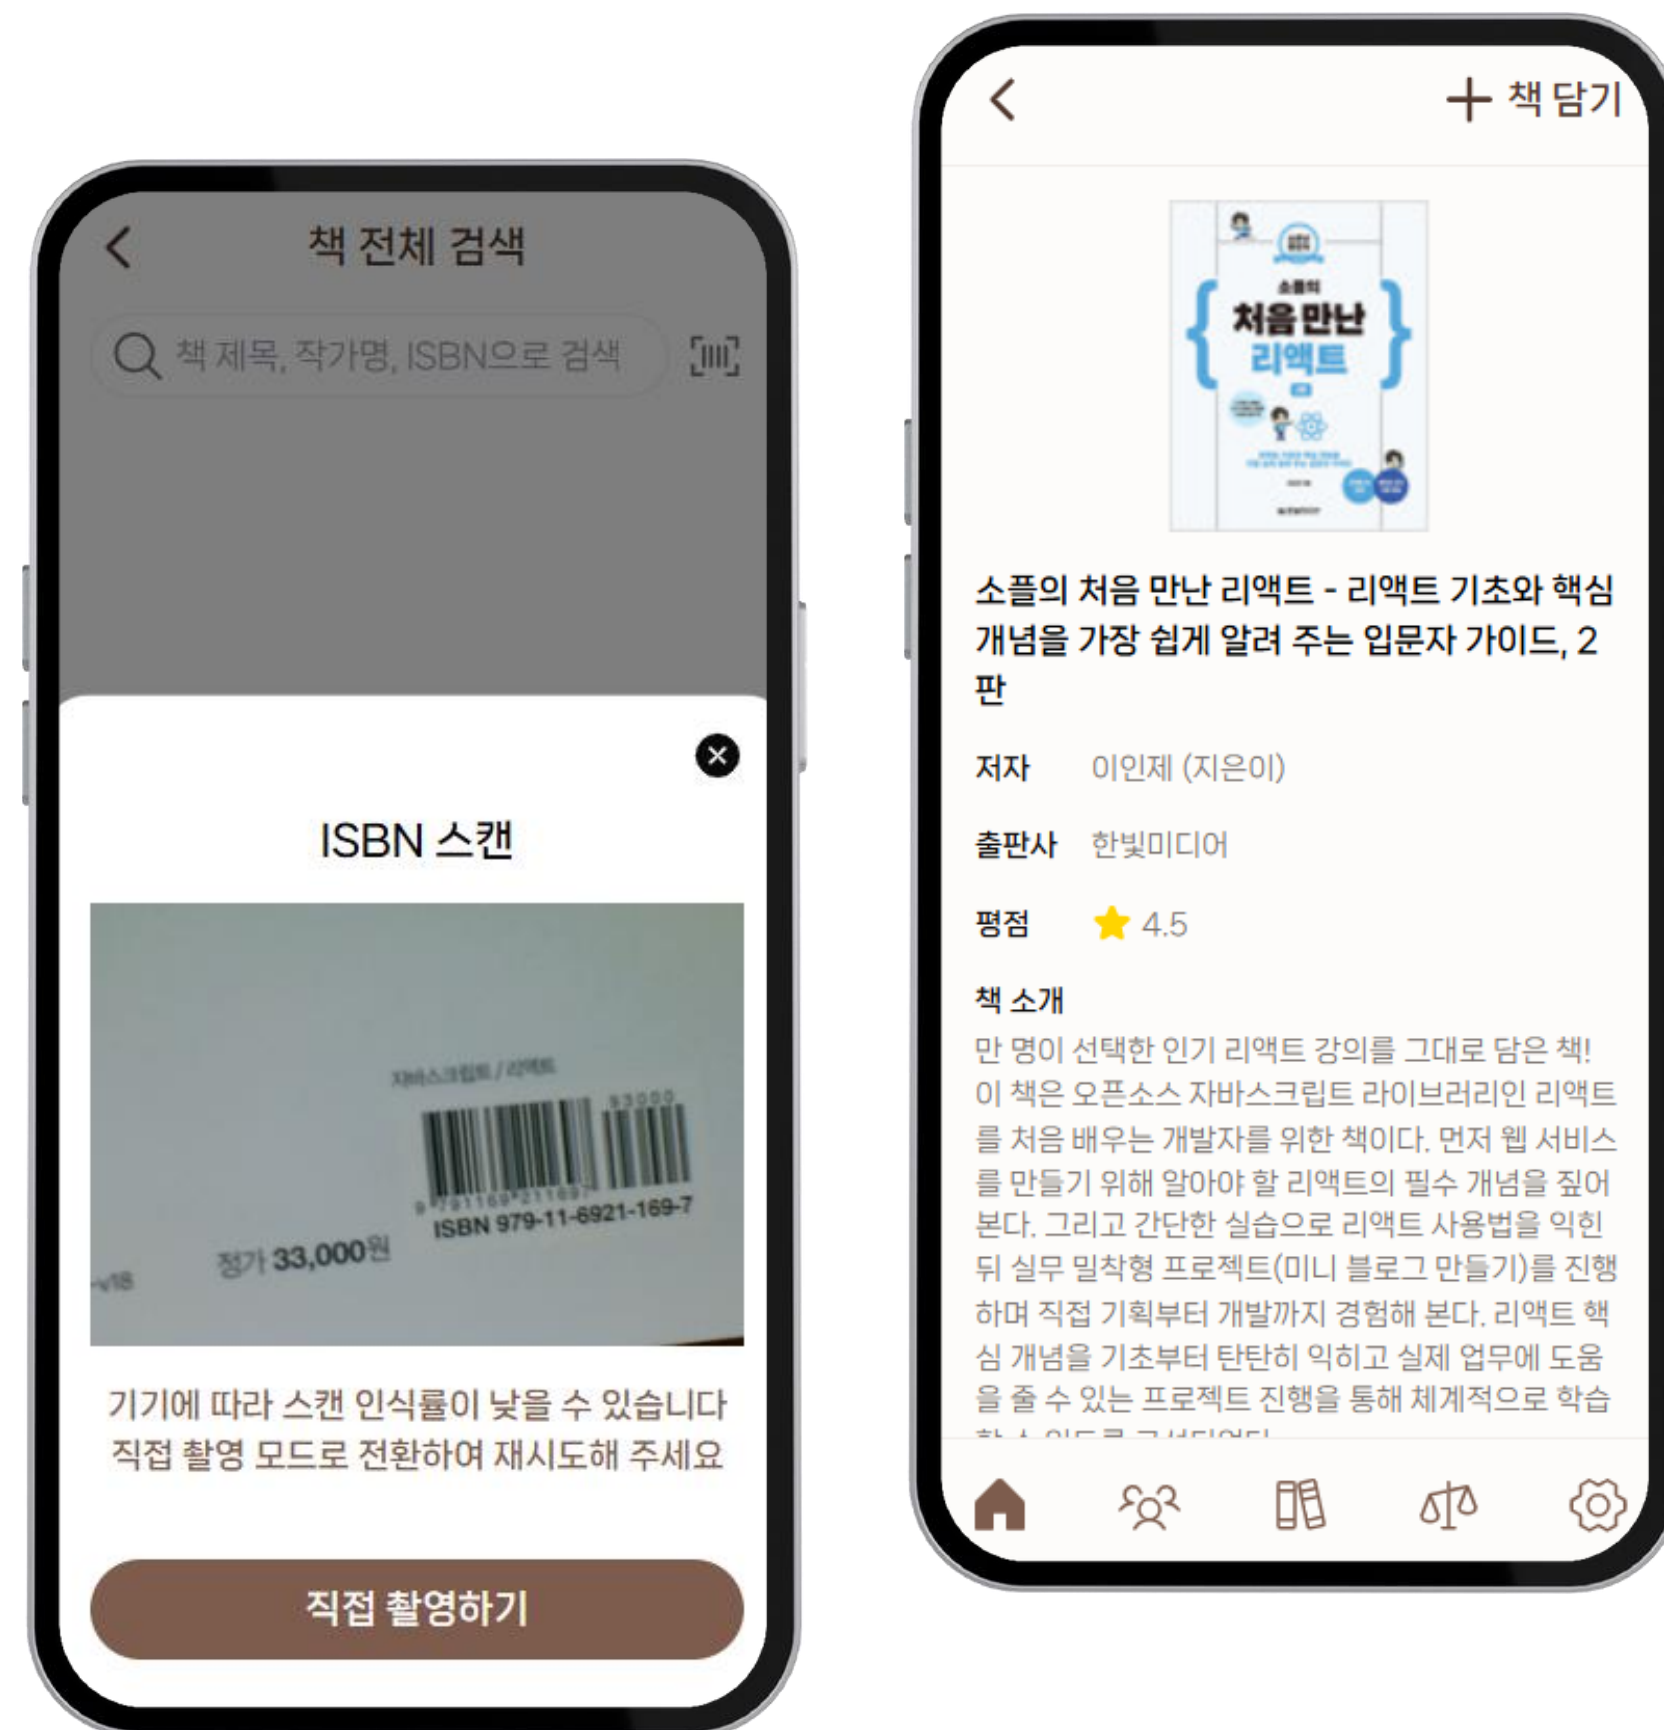 책 전체 검색
책 제목, 작가명, ISBN으로 검색
ISBN 스캔
자바스크립트 / 리액트
93000
ISBN 979-11-6921-169-7
정가 33,000원
-v18
기기에 따라 스캔 인식률이 낮을 수 있습니다
직접 촬영 모드로 전환하여 재시도해 주세요
직접 촬영하기
책 담기
소플의
처음 만난
리액트
소플의 처음 만난 리액트 - 리액트 기초와 핵심
개념을 가장 쉽게 알려 주는 입문자 가이드, 2
판
저자 이인제 (지은이)
출판사 한빛미디어
평점 4.5
책 소개
만 명이 선택한 인기 리액트 강의를 그대로 담은 책!
이 책은 오픈소스 자바스크립트 라이브러리인 리액트
를 처음 배우는 개발자를 위한 책이다. 먼저 웹 서비스
를 만들기 위해 알아야 할 리액트의 필수 개념을 짚어
본다. 그리고 간단한 실습으로 리액트 사용법을 익힌
뒤 실무 밀착형 프로젝트(미니 블로그 만들기)를 진행
하며 직접 기획부터 개발까지 경험해 본다. 리액트 핵
심 개념을 기초부터 탄탄히 익히고 실제 업무에 도움
을 줄 수 있는 프로젝트 진행을 통해 체계적으로 학습